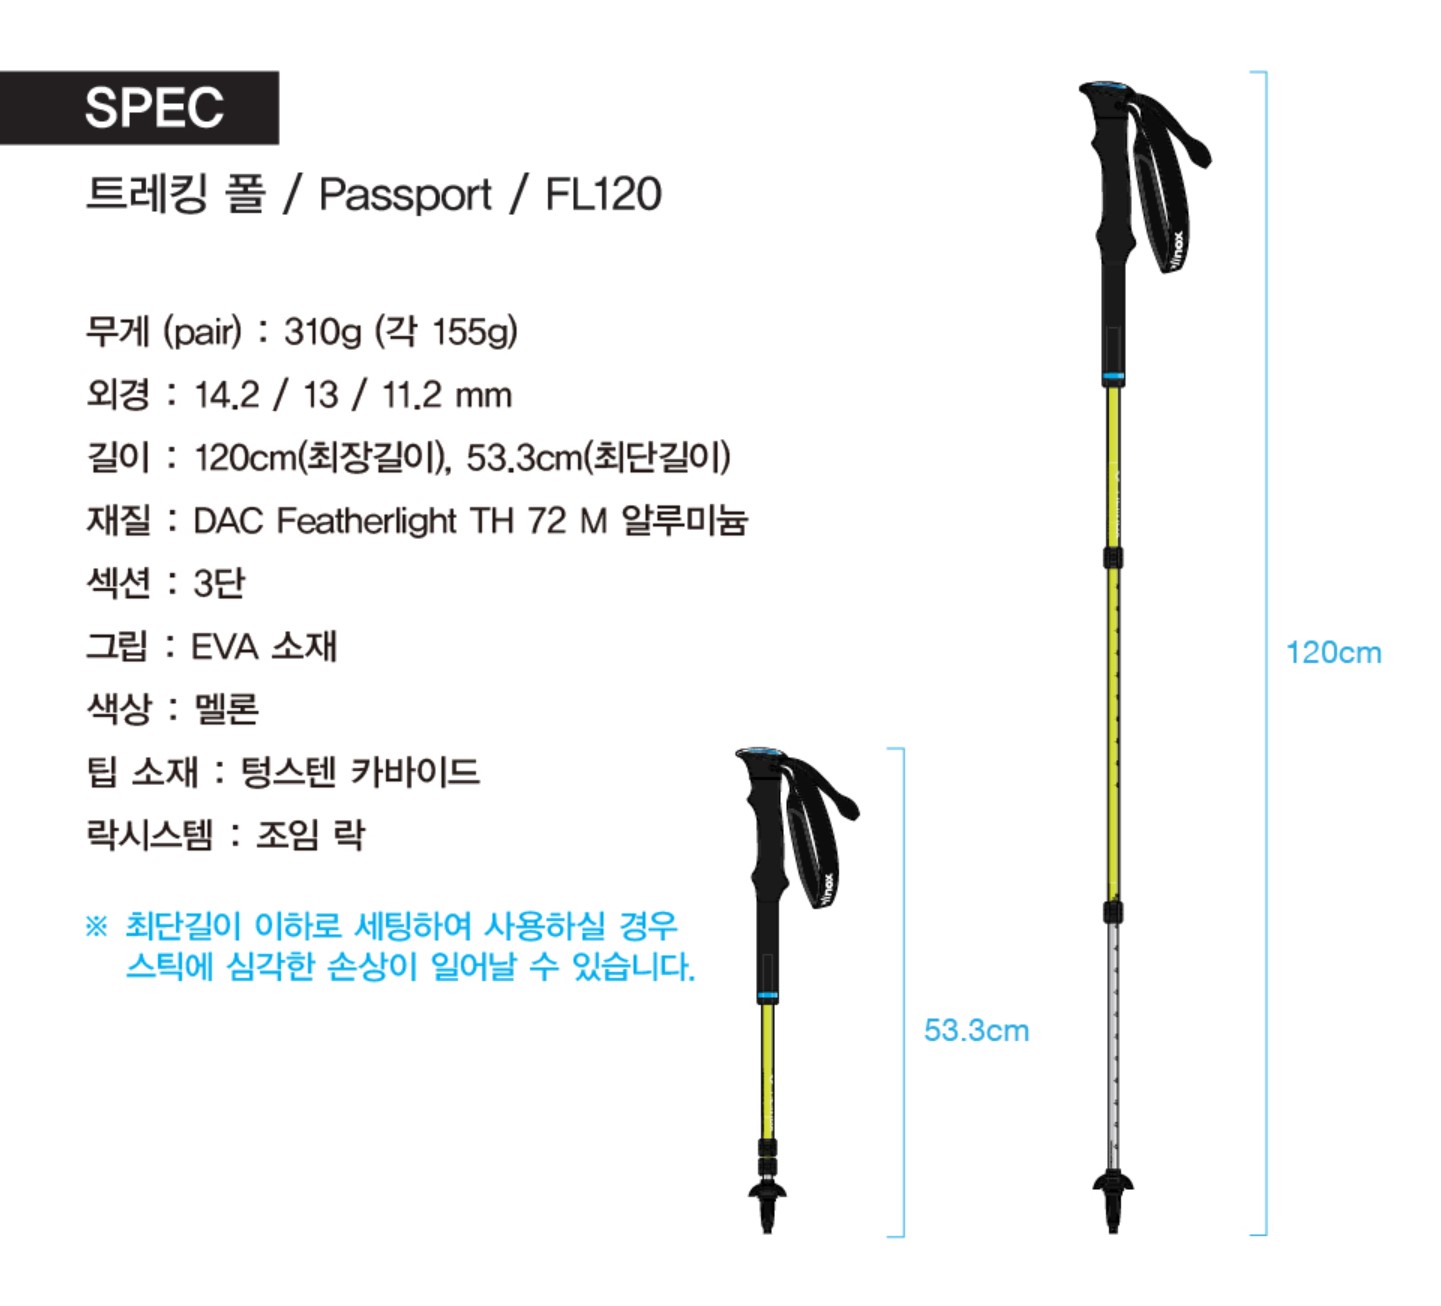 SPEC
트레킹 폴 / Passport / FL120
무게 (pair) : 310g (각 155g)
외경 : 14.2 / 13 / 11.2 mm
길이 : 120cm(최장길이), 53.3cm(최단길이)
재질 : DAC Featherlight TH 72 M 알루미늄
섹션 : 3단
그립 : EVA 소재
색상 : 멜론
팁 소재 : 텅스텐 카바이드
락시스템 : 조임 락
※ 최단길이 이하로 세팅하여 사용하실 경우
스틱에 심각한 손상이 일어날 수 있습니다.
53.3cm
120cm